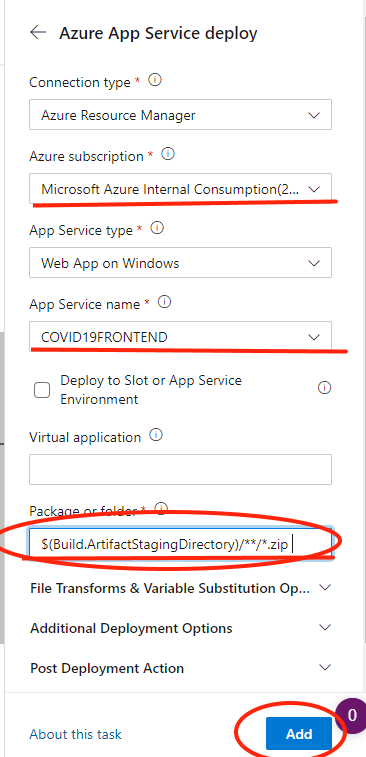 Azure App Service deploy
Connection type *
Azure Resource Manager
Azure subscription *
Microsoft Azure Internal Consumption(2...
App Service type *
Web App on Windows
App Service name *
COVID19FRONTEND
Deploy to Slot or App Service
Environment
Virtual application
Package or folder *
$(Build.ArtifactStagingDirectory)/**/*.zip
File Transforms & Variable Substitution Op...
Additional Deployment Options
Post Deployment Action
0
About this task
Add